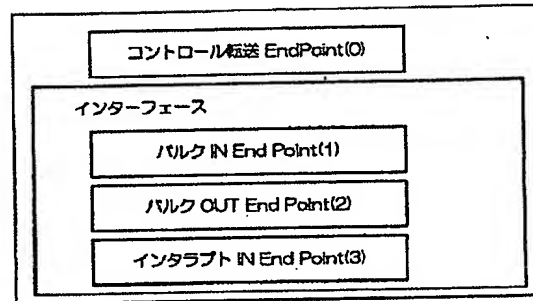 コントロール転送 EndPoint(0)
インターフェース
バルク IN End Point(1)
バルク OUT End Point(2)
インタラプト IN End Point(3)